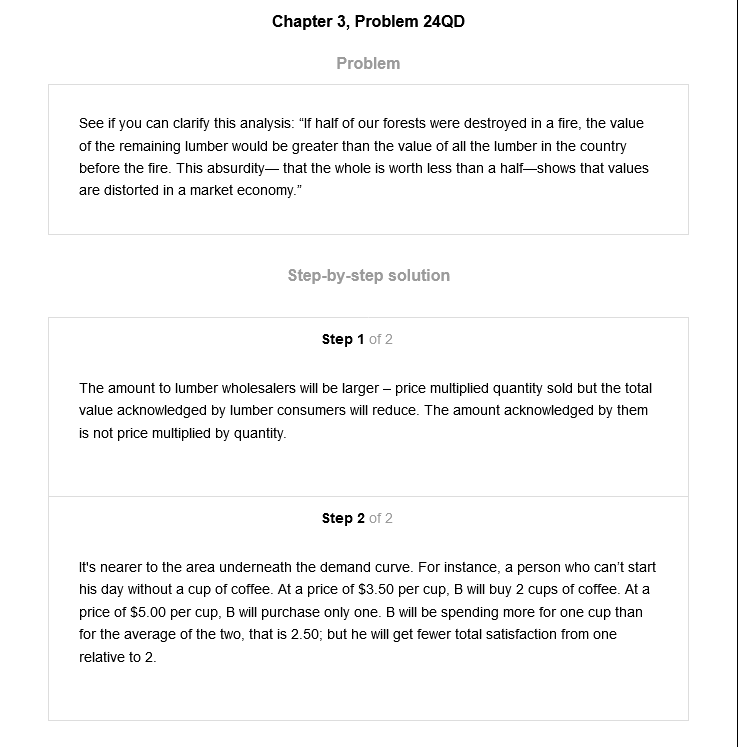 Chapter 3, Problem 24QD
Problem
See if you can clarify this analysis: “If half of our forests were destroyed in a fire, the value
of the remaining lumber would be greater than the value of all the lumber in the country
before the fire. This absurdity— that the whole is worth less than a half—shows that values
are distorted in a market economy.”
Step-by-step solution
Step 1 of 2
The amount to lumber wholesalers will be larger – price multiplied quantity sold but the total
value acknowledged by lumber consumers will reduce. The amount acknowledged by them
is not price multiplied by quantity.
Step 2 of 2
It's nearer to the area underneath the demand curve. For instance, a person who can’t start
his day without a cup of coffee. At a price of $3.50 per cup, B will buy 2 cups of coffee. At a
price of $5.00 per cup, B will purchase only one. B will be spending more for one cup than
for the average of the two, that is 2.50; but he will get fewer total satisfaction from one
relative to 2.